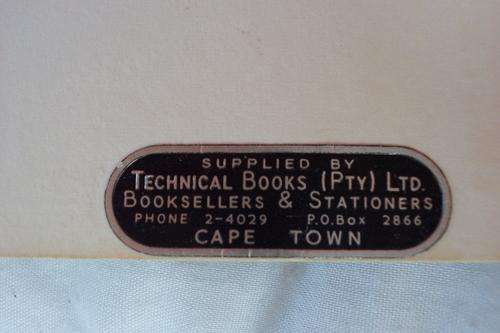 SUPPLIED BY
TECHNICAL BOOKS (PTY) LTD.
BOOKSELLERS & STATIONERS
PHONE 2-4029 P.O.BOX 2866
CAPE TOWN